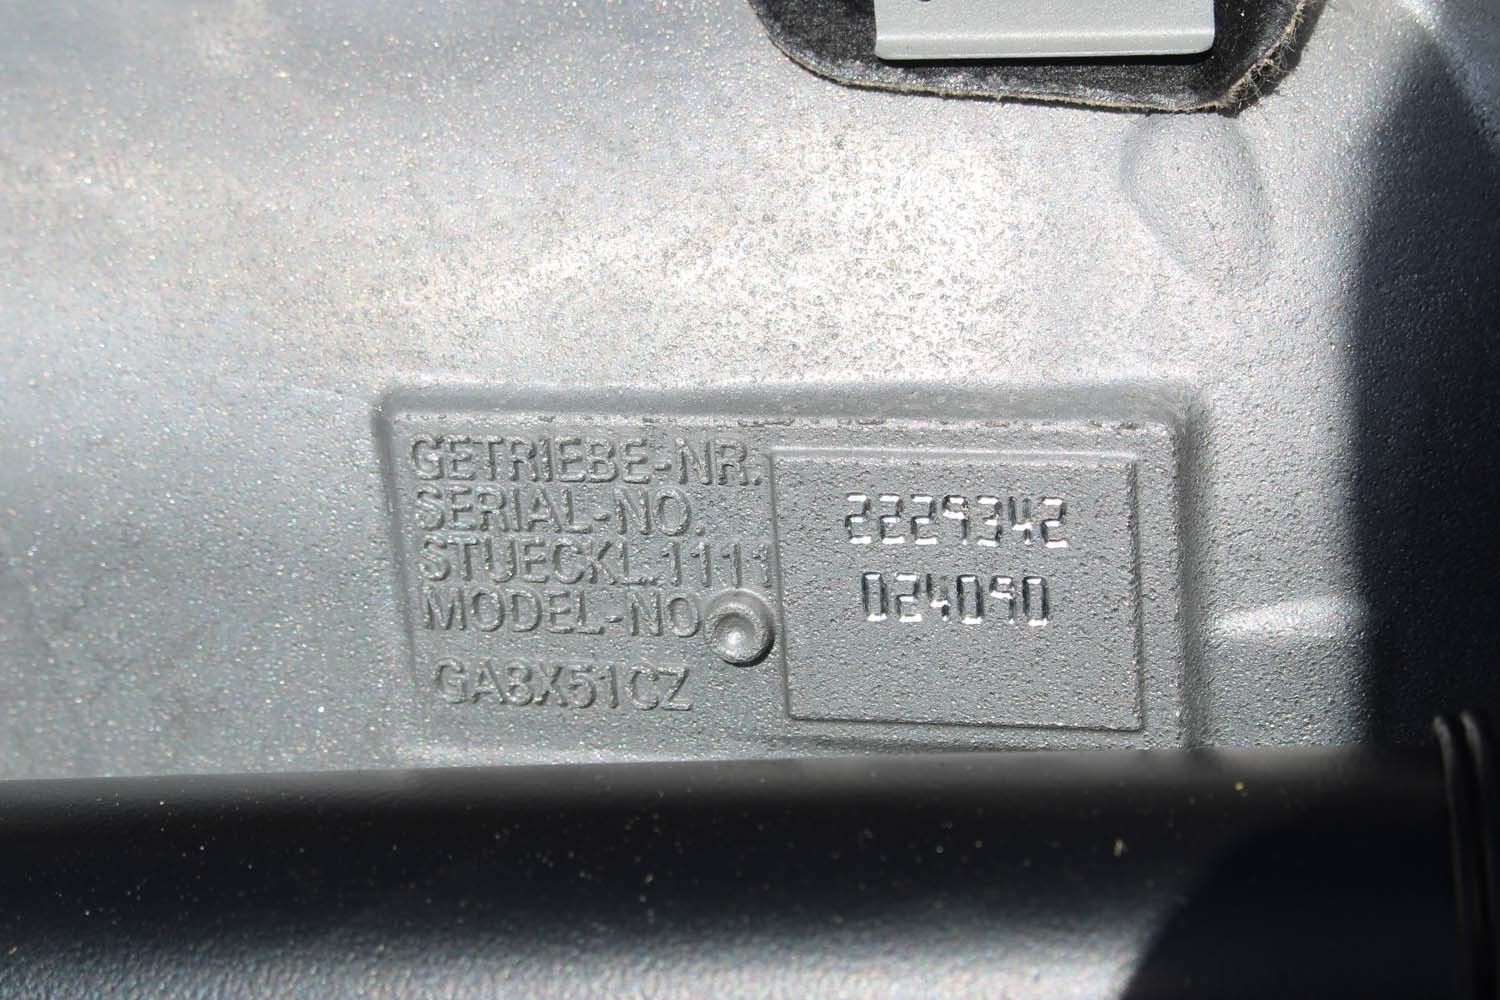 GETRIEBE-NR.
SERIAL-NO.
2229342
STUECKL.1111
MODEL-NO
024090
GA8X51CZ